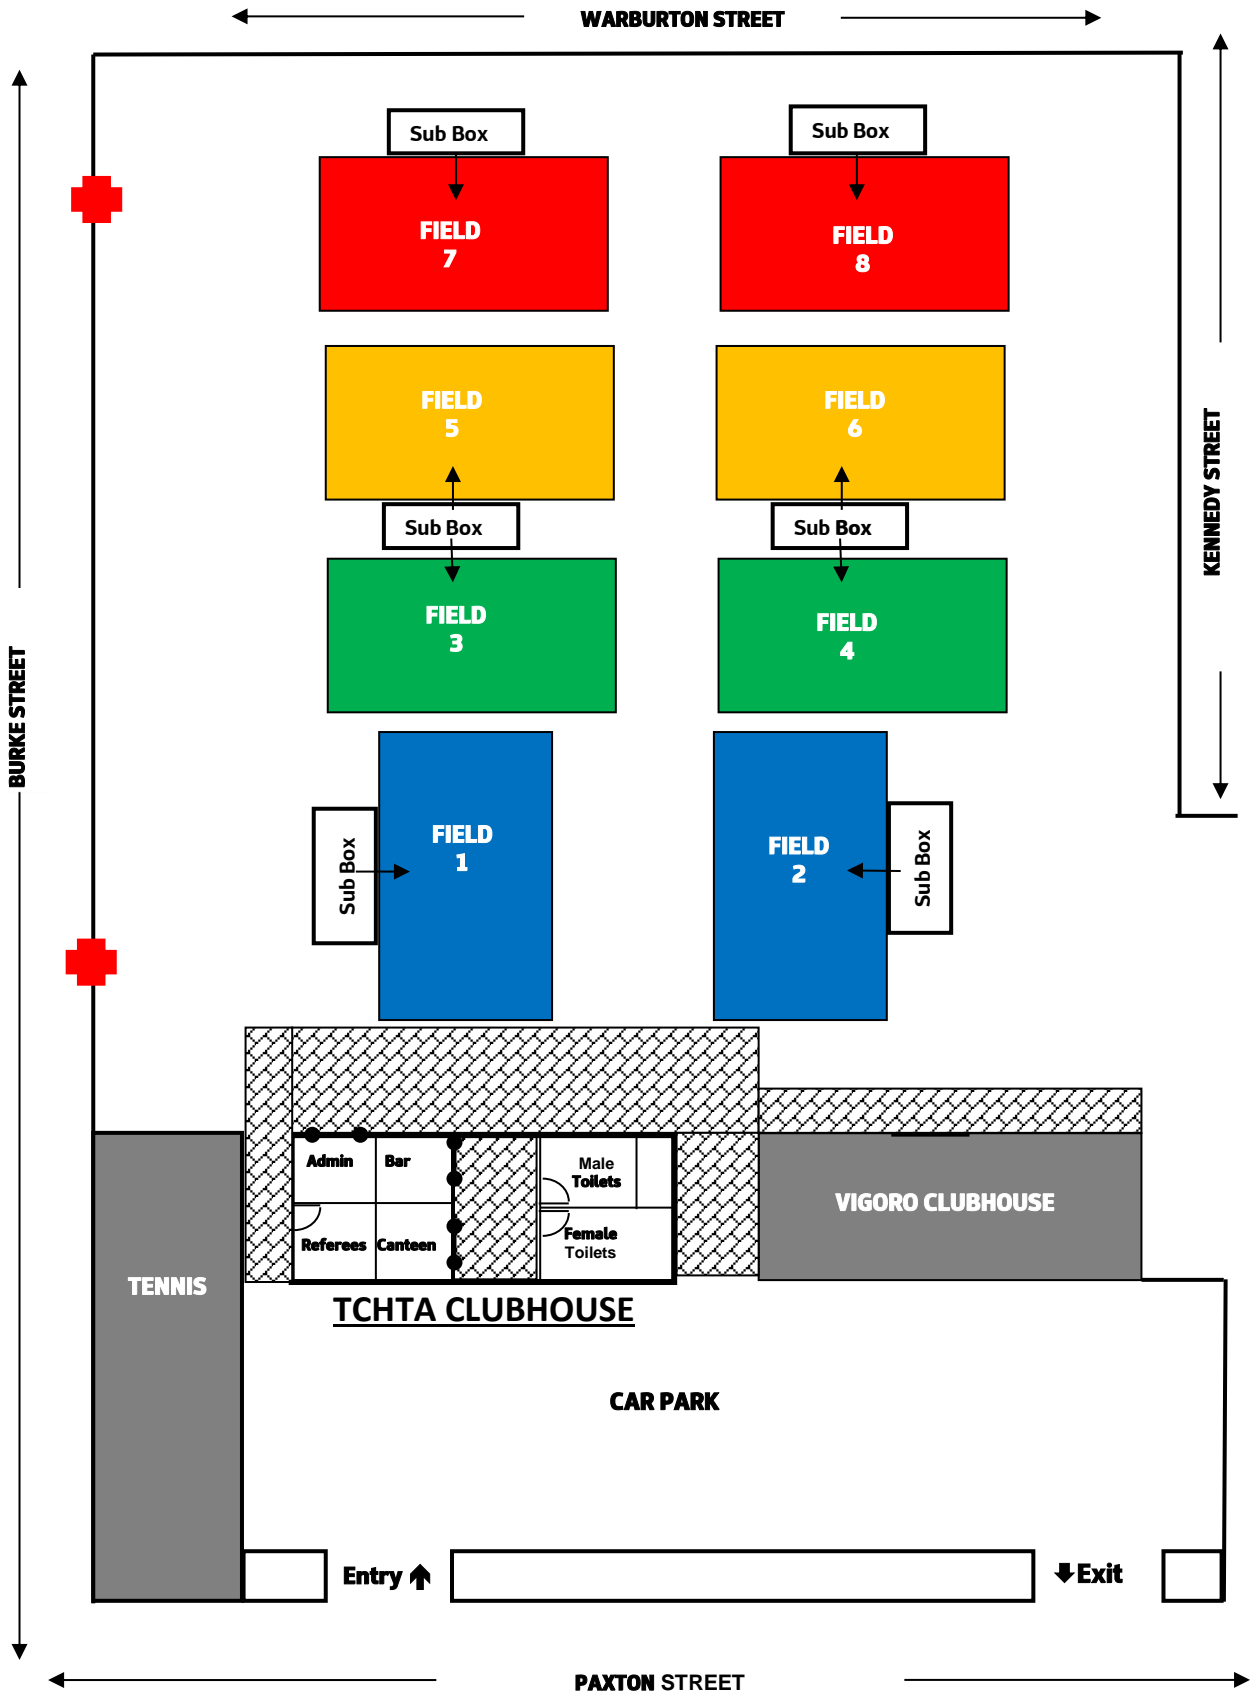 WARBURTON STREET
Sub Box
Sub Box
FIELD
7
FIELD
8
FIELD
5
FIELD
6
KENNEDY STREET
Sub Box
Sub Box
FIELD
3
FIELD
4
BURKE STREET
Sub Box
FIELD
1
FIELD
2
Sub Box
Admin
Bar
Male
Toilets
Referees
Canteen
Female
Toilets
VIGORO CLUBHOUSE
TENNIS
TCHTA CLUBHOUSE
CAR PARK
Entry
Exit
PAXTON STREET